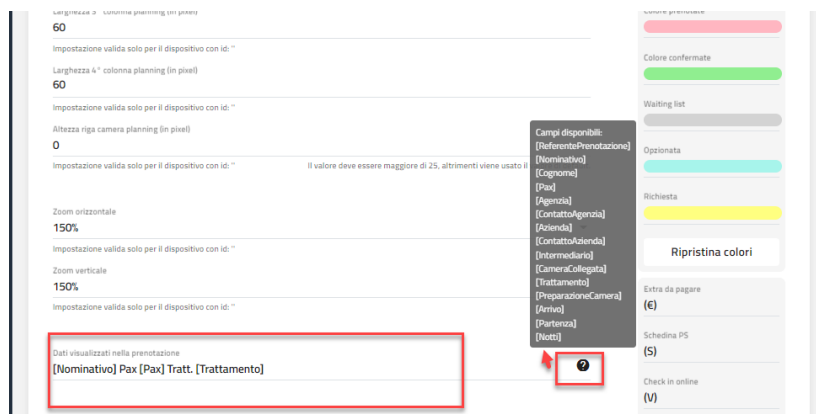 Larghezza 3° colonna planning (in pixel)
60
Impostazione valida solo per il dispositivo con id: ''
Larghezza 4° colonna planning (in pixel)
60
Impostazione valida solo per il dispositivo con id: ''
Altezza riga camera planning (in pixel)
0
Impostazione valida solo per il dispositivo con id: ''
Il valore deve essere maggiore di 25, altrimenti viene usato il
Zoom orizzontale
150%
Impostazione valida solo per il dispositivo con id: ''
Zoom verticale
150%
Impostazione valida solo per il dispositivo con id: ''
Dati visualizzati nella prenotazione
[Nominativo] Pax [Pax] Tratt. [Trattamento]
?
Campi disponibili:
[ReferentePrenotazione]
[Nominativo]
[Cognome]
[Pax]
[Agenzia]
[ContattoAgenzia]
[Azienda]
[ContattoAzienda]
[Intermediario]
[CameraCollegata]
[Trattamento]
[PreparazioneCamera]
[Arrivo]
[Partenza]
[Notti]
Colore prenotate
Colore confermate
Waiting list
Opzionata
Richiesta
Ripristina colori
Extra da pagare
(€)
Schedina PS
(S)
Check in online
(V)